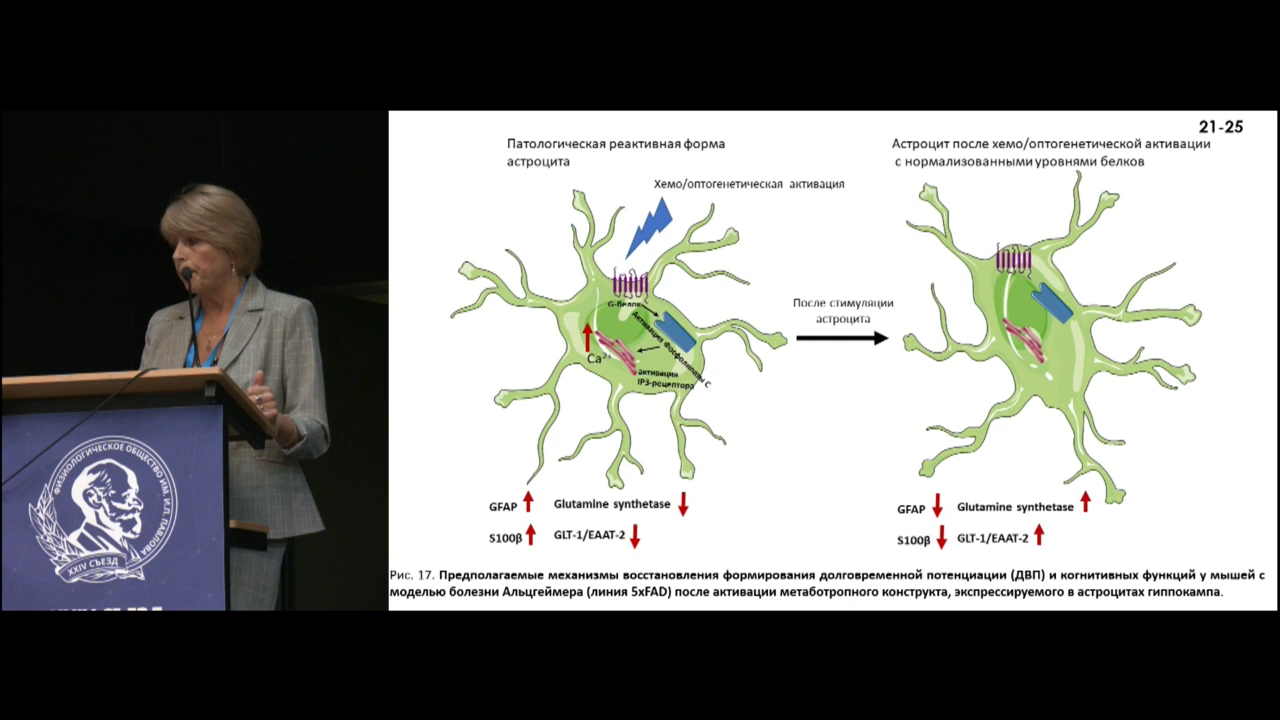 21-25
Патологическая реактивная форма
астроцита
Хемо/оптогенетическая активация
G-белок
Активация Фосфолипазы С
Ca²⁺
активация
IP3-рецептора
GFAP
Glutamine synthetase
S100β
GLT-1/EAAT-2
После стимуляции
астроцита
Астроцит после хемо/оптогенетической активации
с нормализованными уровнями белков
GFAP
Glutamine synthetase
S100β
GLT-1/EAAT-2
Рис. 17. Предполагаемые механизмы восстановления формирования долговременной потенциации (ДВП) и когнитивных функций у мышей с
моделью болезни Альцгеймера (линия 5xFAD) после активации метаботропного конструкта, экспрессируемого в астроцитах гиппокампа.
ФИЗИОЛОГИЧЕСКОЕ ОБЩЕСТВО ИМ. И.П. ПАВЛОВА
XXIV СЪЕЗД